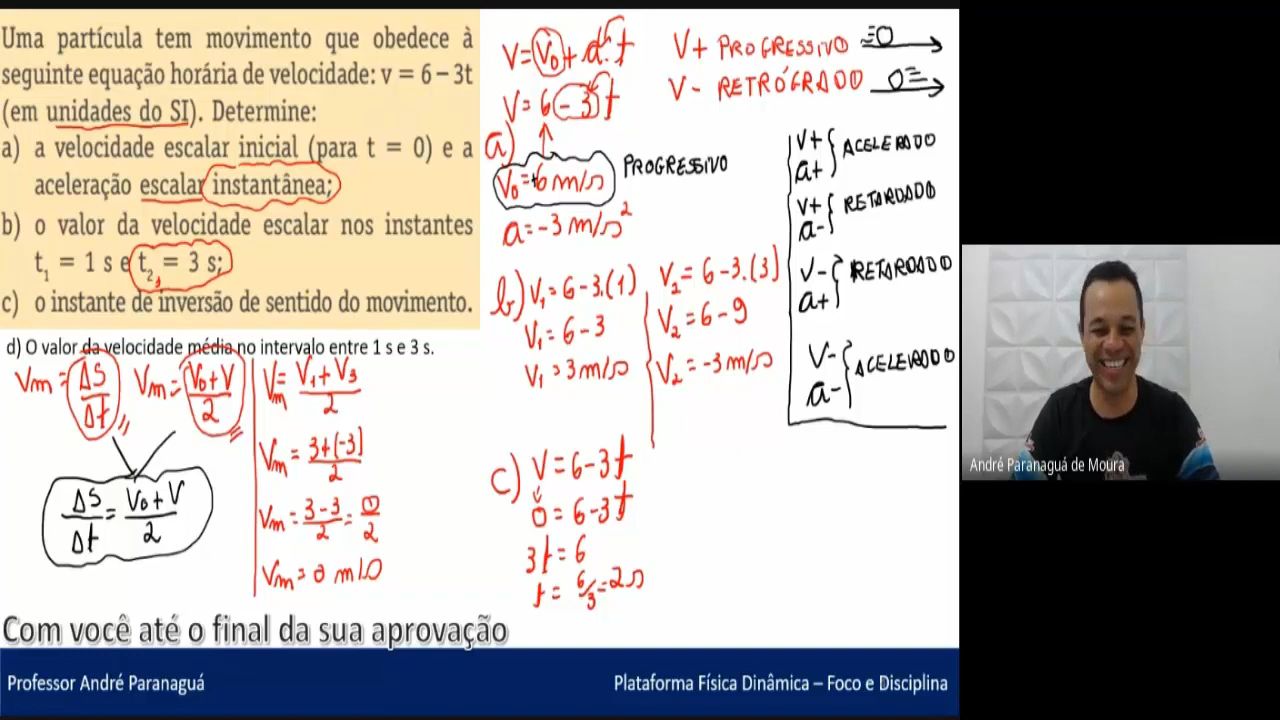 Uma partícula tem movimento que obedece à
seguinte equação horária de velocidade: v = 6 – 3t
(em unidades do SI). Determine:
a) a velocidade escalar inicial (para t = 0) e a
aceleração escalar instantânea;
b) o valor da velocidade escalar nos instantes
t₁ = 1 s e t₂ = 3 s;
c) o instante de inversão de sentido do movimento.
d) O valor da velocidade média no intervalo entre 1 s e 3 s.
Vm = ΔS/Δt
Vm = V0+V/2
ΔS/Δt = V0+V/2
Vm = V1+V3/2
Vm = 3+(-3)/2
Vm = 3-3/2 = 0/2
Vm = 0 m/s
V = V0 + a.t
V = 6 - 3 t
a)
V0 = +6 m/s
PROGRESSIVO
a = -3 m/s²
b) V1 = 6-3.(1)
V1 = 6-3
V1 = 3 m/s
V2 = 6-3.(3)
V2 = 6-9
V2 = -3 m/s
c) V = 6-3t
0 = 6-3t
3t = 6
t = 6/3 = 2s
V+ PROGRESSIVO
V- RETRÓGRADO
V+
a+
ACELERADO
V+
a-
RETARDADO
V-
a+
RETARDADO
V-
a-
ACELERADO
André Paranaguá de Moura
Com você até o final da sua aprovação
Professor André Paranaguá
Plataforma Física Dinâmica – Foco e Disciplina